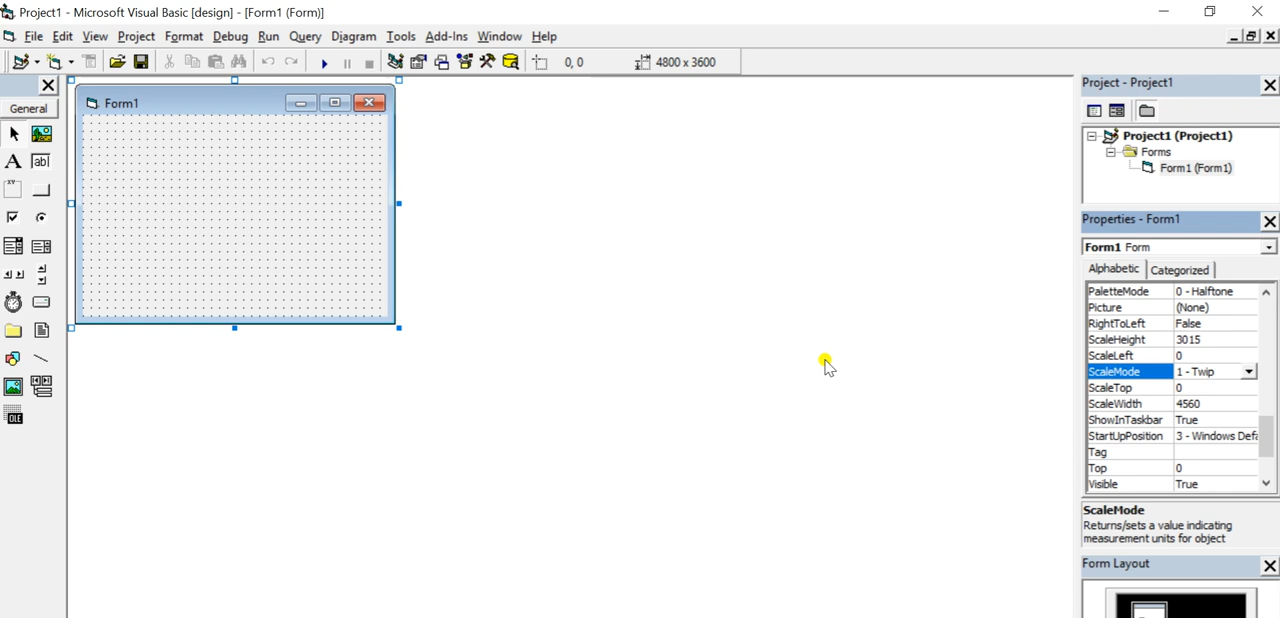 Project1 - Microsoft Visual Basic [design] - [Form1 (Form)]
File Edit View Project Format Debug Run Query Diagram Tools Add-Ins Window Help
0, 0 4800 x 3600
General
A ab|
XY
OLE
Form1
Project - Project1
Project1 (Project1)
Forms
Form1 (Form1)
Properties - Form1
Form1 Form
Alphabetic Categorized
PaletteMode 0 - Halftone
Picture (None)
RightToLeft False
ScaleHeight 3015
ScaleLeft 0
ScaleMode 1 - Twip
ScaleTop 0
ScaleWidth 4560
ShowInTaskbar True
StartUpPosition 3 - Windows Defa
Tag
Top 0
Visible True
ScaleMode
Returns/sets a value indicating
measurement units for object
Form Layout